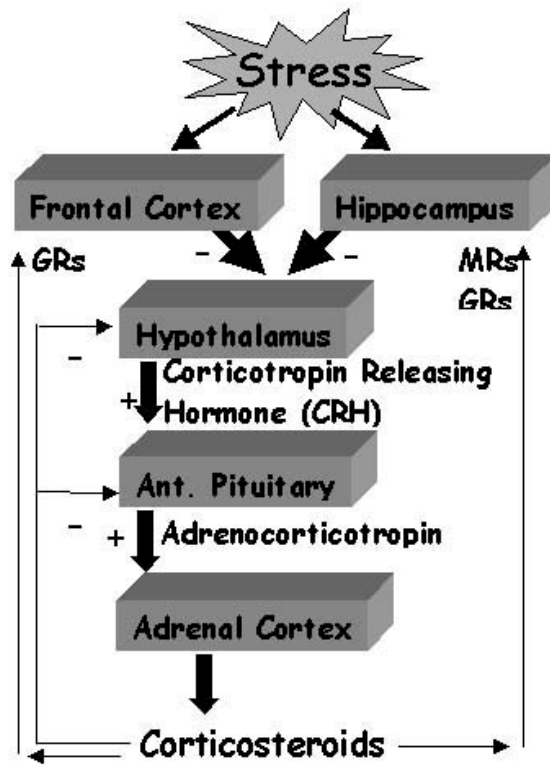 Stress
Frontal Cortex
Hippocampus
GRs
-
-
MRs
GRs
Hypothalamus
-
+
Corticotropin Releasing
Hormone (CRH)
Ant. Pituitary
-
+
Adrenocorticotropin
Adrenal Cortex
Corticosteroids